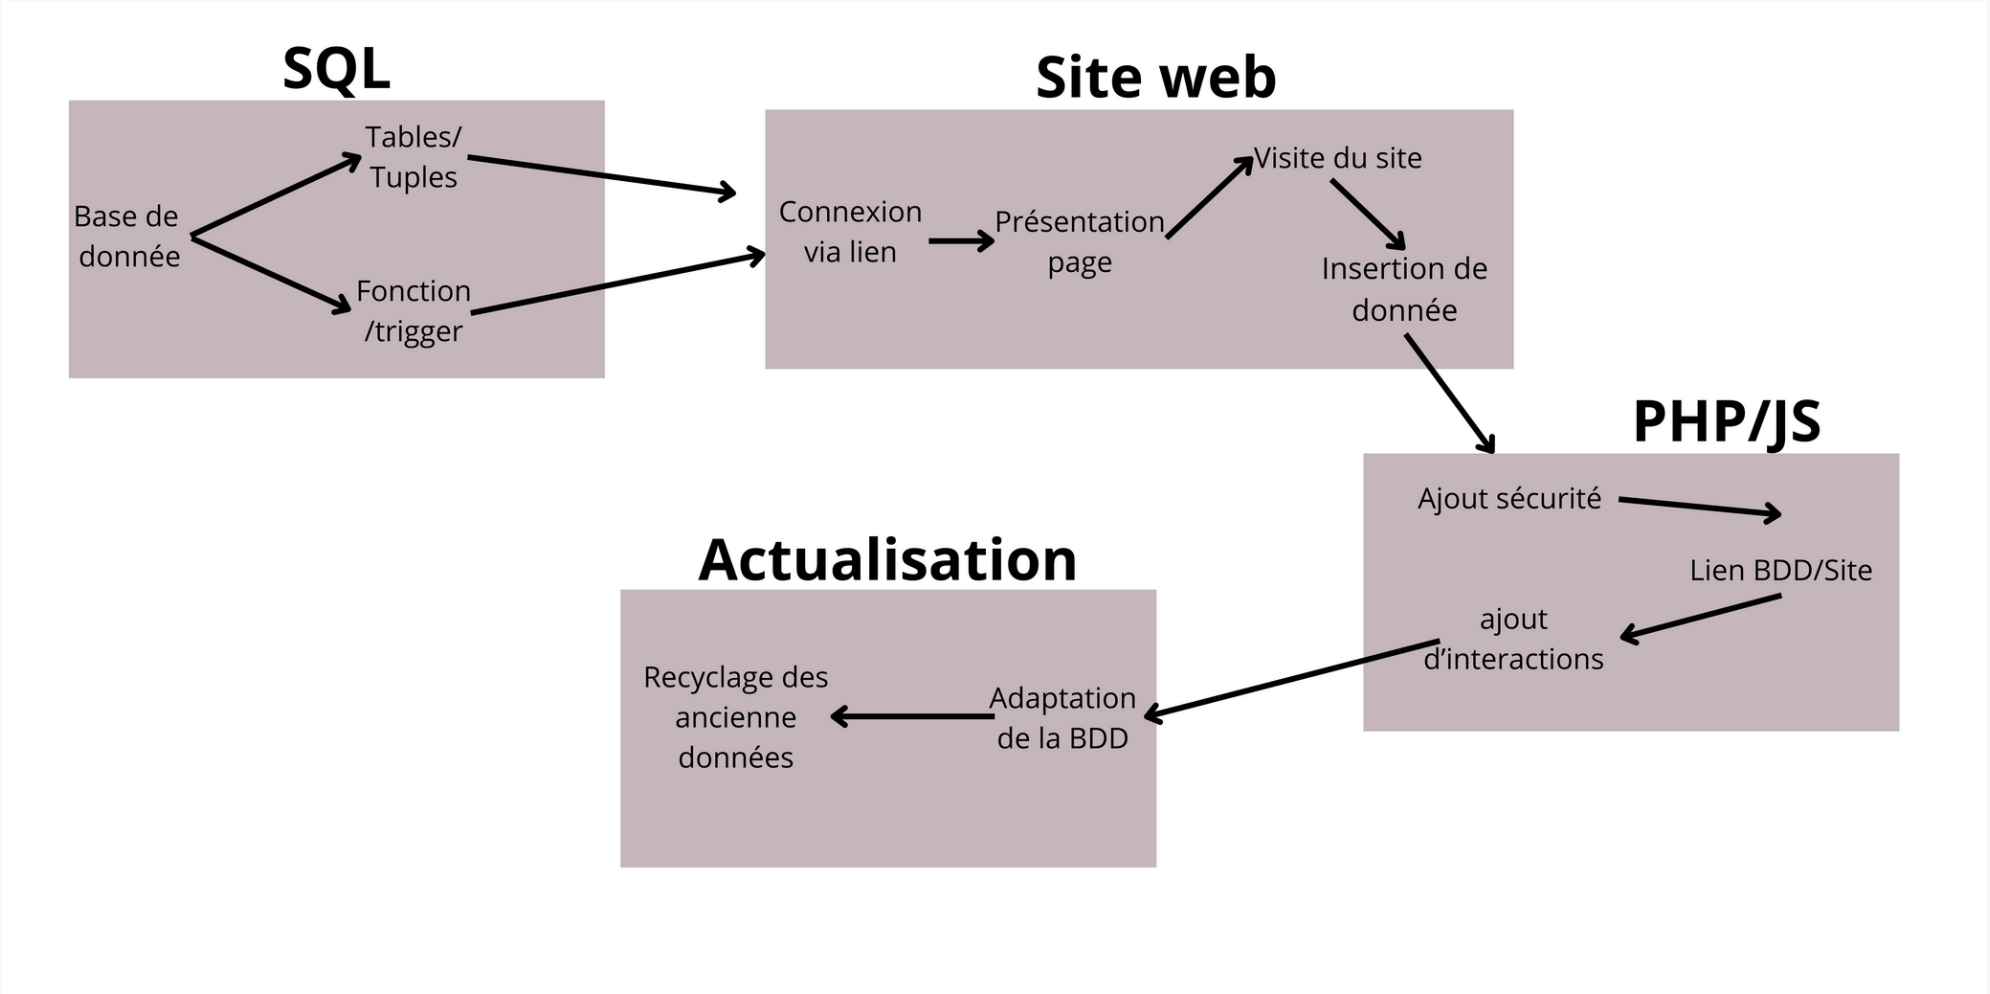 SQL
Base de
donnée
Tables/
Tuples
Fonction
/trigger
Site web
Connexion
via lien
Présentation
page
Visite du site
Insertion de
donnée
PHP/JS
Ajout sécurité
Lien BDD/Site
ajout
d’interactions
Actualisation
Adaptation
de la BDD
Recyclage des
ancienne
données